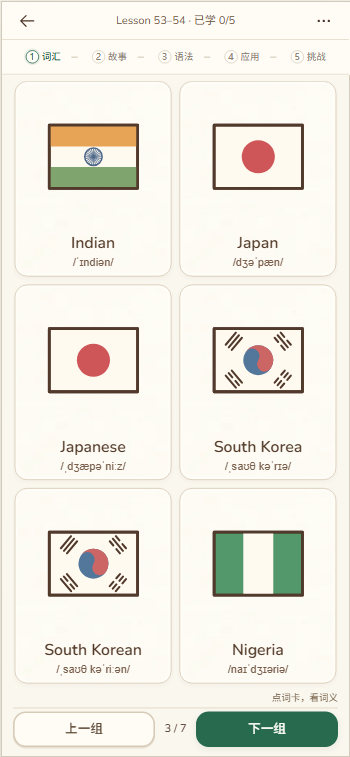 Lesson 53–54 · 已学 0/5
1 词汇 – 2 故事 – 3 语法 – 4 应用 – 5 挑战
Indian
/ˈɪndiən/
Japan
/dʒəˈpæn/
Japanese
/ˌdʒæpəˈniːz/
South Korea
/ˌsaʊθ kəˈrɪə/
South Korean
/ˌsaʊθ kəˈriːən/
Nigeria
/naɪˈdʒɪəriə/
点词卡，看词义
上一组
3 / 7
下一组